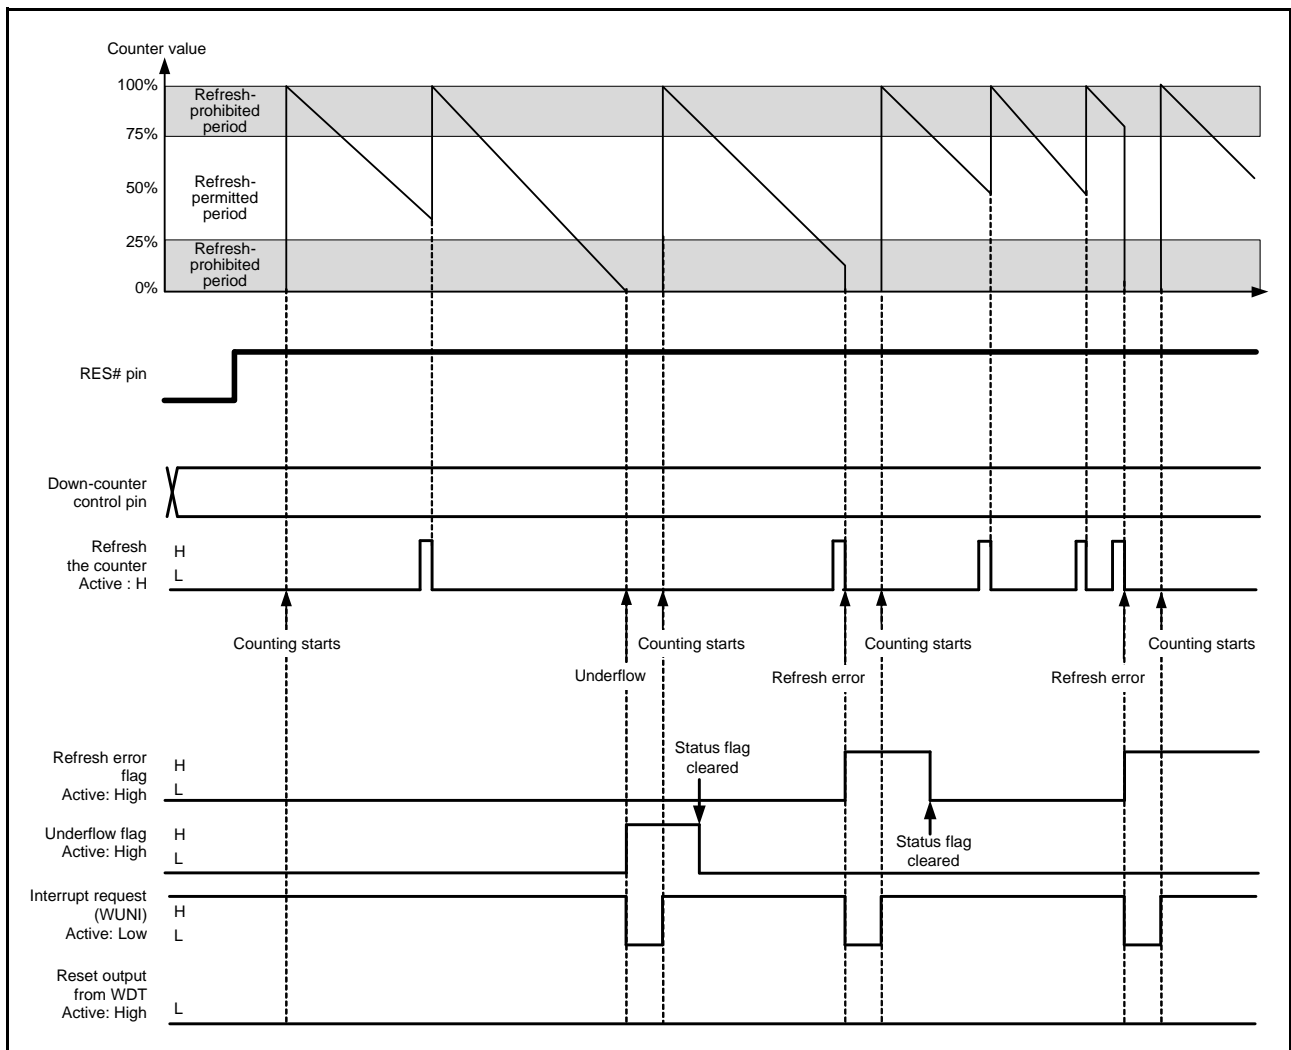 Counter value
100%
Refresh-
prohibited
period
75%
50%
Refresh-
permitted
period
25%
Refresh-
prohibited
period
0%
RES# pin
Down-counter
control pin
Refresh
the counter
Active : H
H
L
Counting starts
Counting starts
Counting starts
Counting starts
Underflow
Refresh error
Refresh error
Refresh error
flag
Active: High
H
L
Status flag
cleared
Underflow flag
Active: High
H
L
Status flag
cleared
Interrupt request
(WUNI)
Active: Low
H
L
Reset output
from WDT
Active: High
L